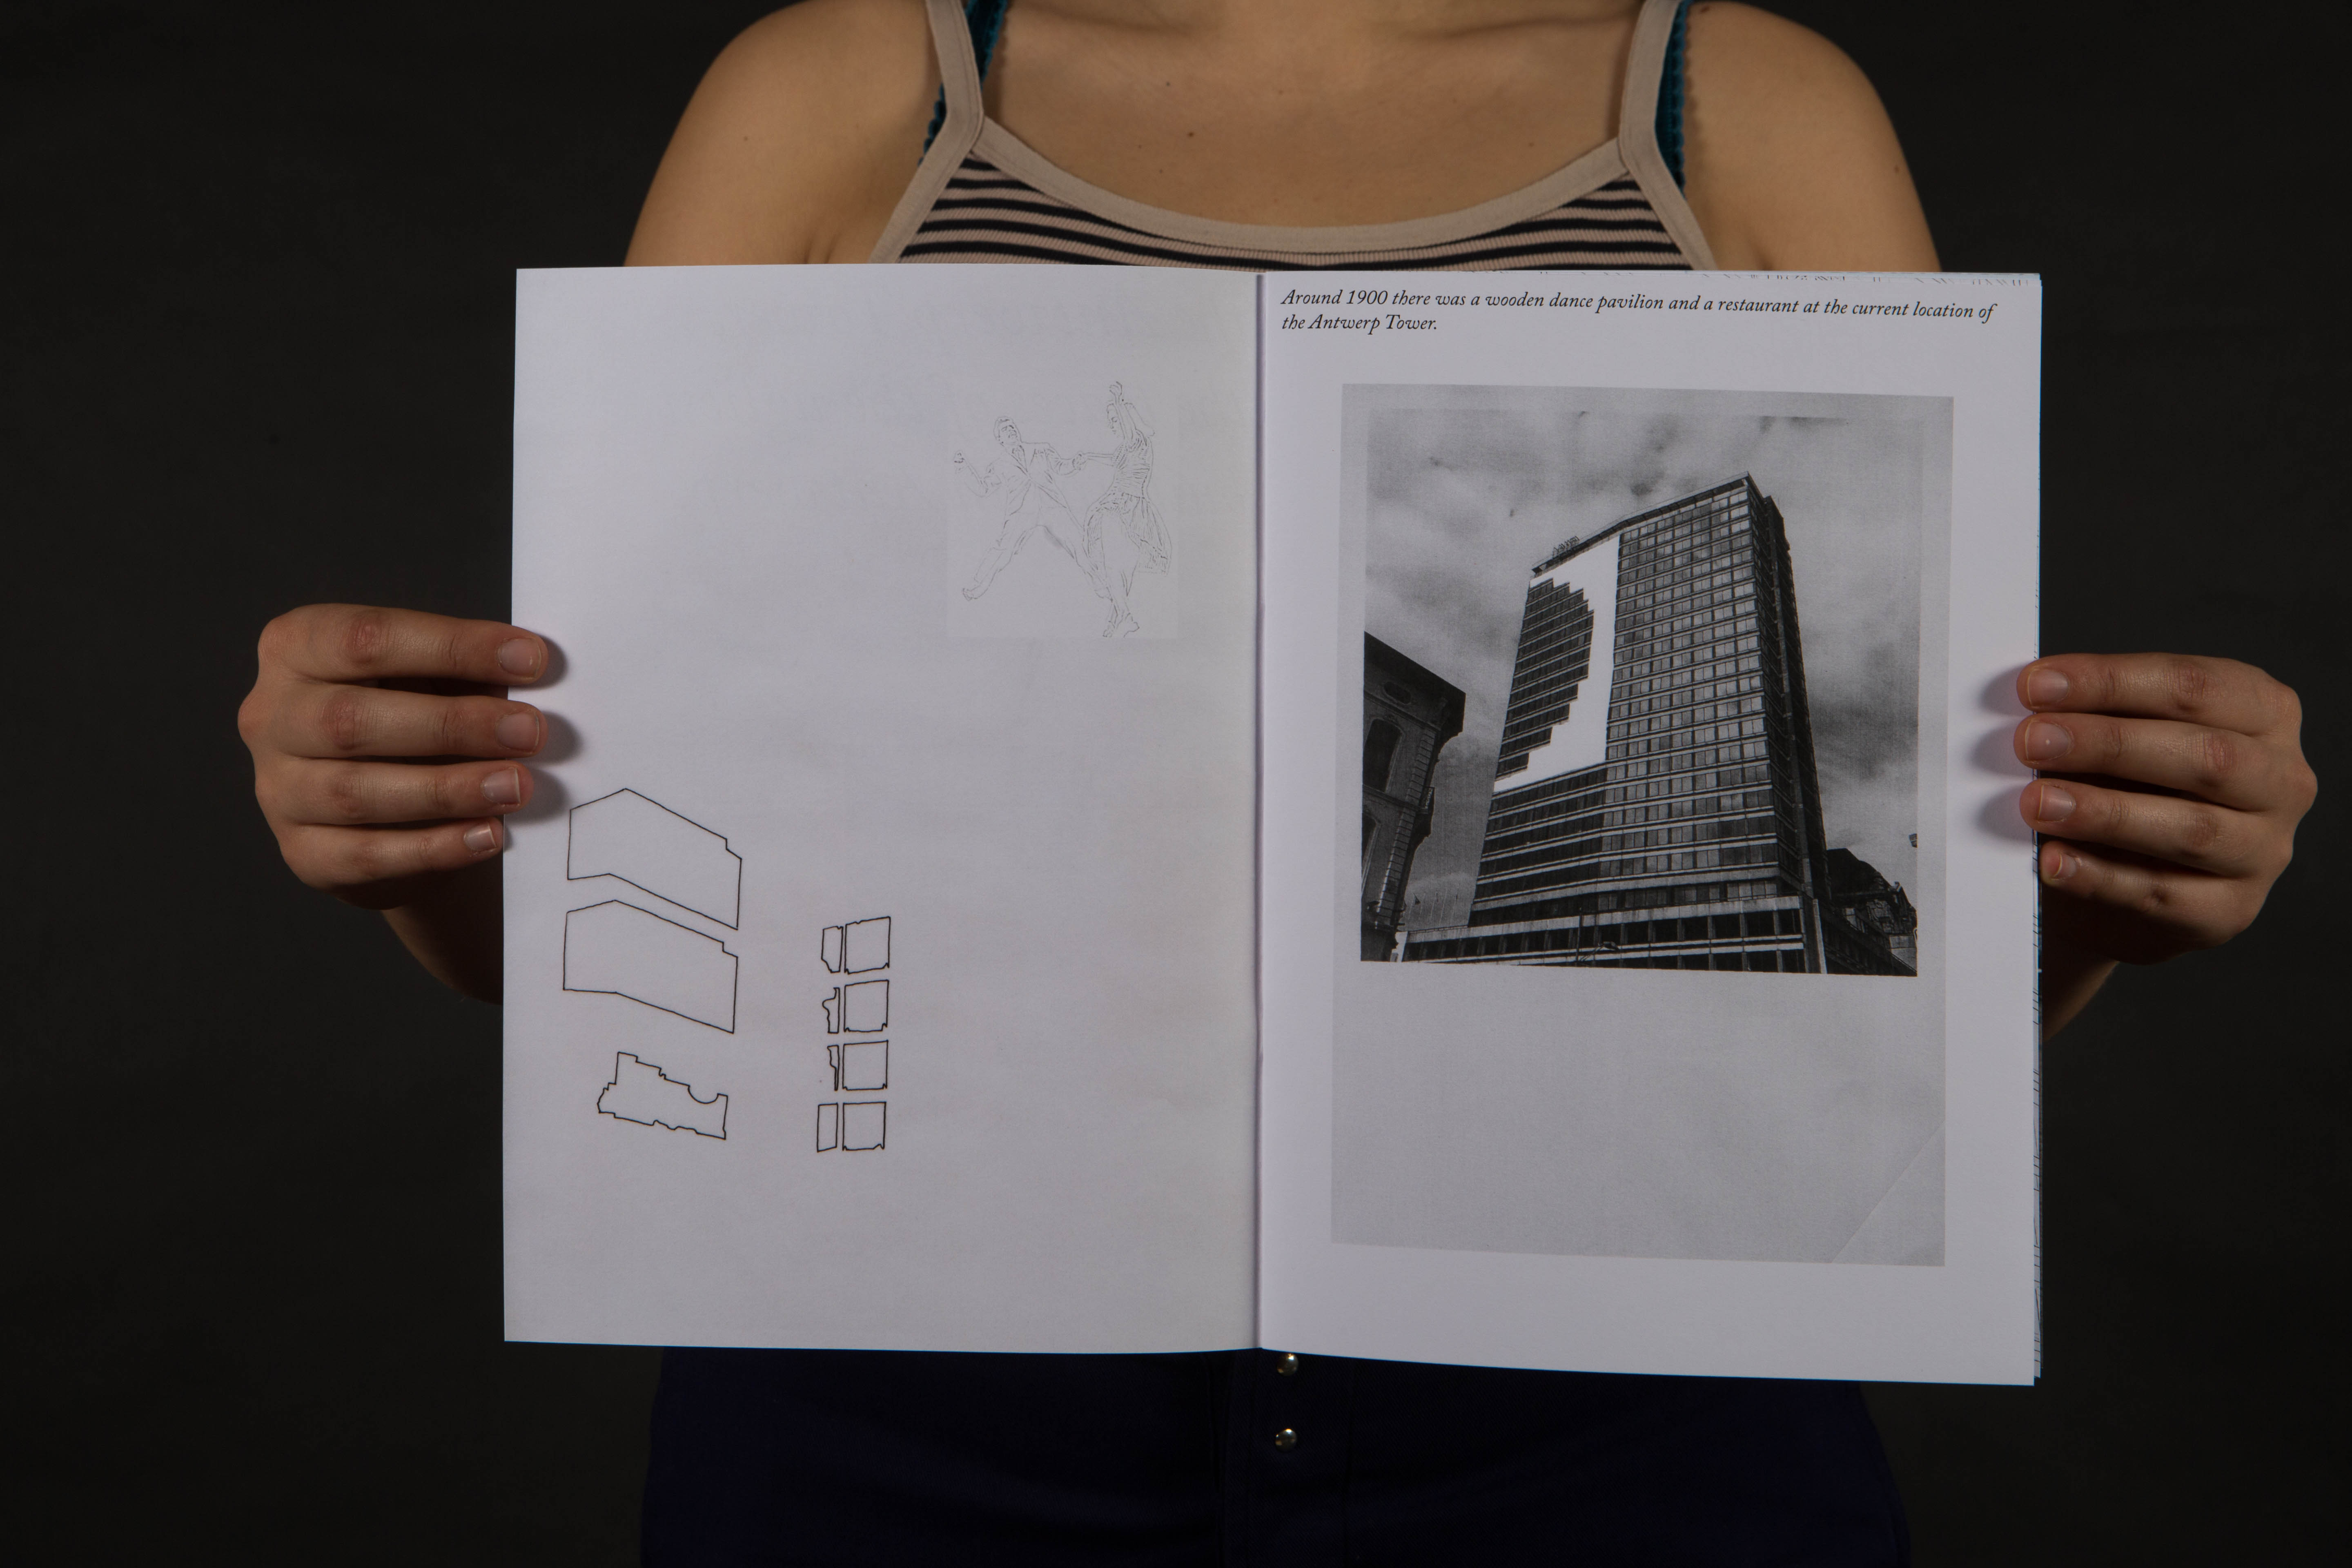 Around 1900 there was a wooden dance pavilion and a restaurant at the current location of
the Antwerp Tower.